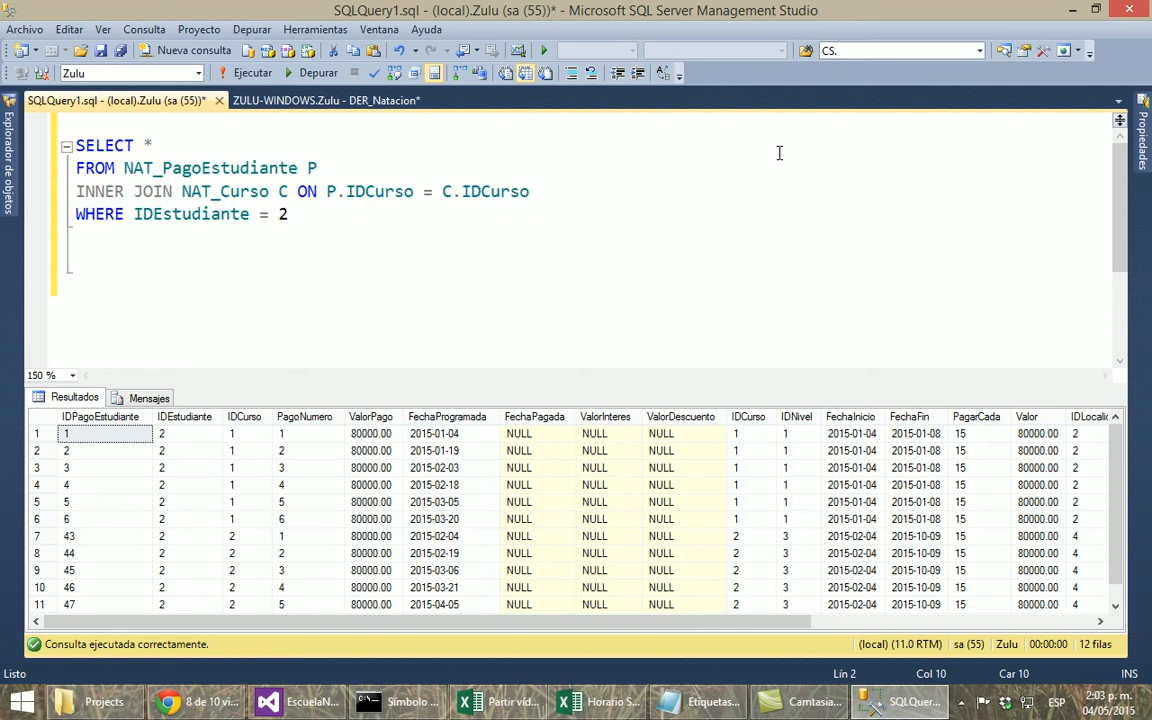 SQLQuery1.sql - (local).Zulu (sa (55))* - Microsoft SQL Server Management Studio
Archivo Editar Ver Consulta Proyecto Depurar Herramientas Ventana Ayuda
Nueva consulta CS.
Zulu Ejecutar Depurar
SQLQuery1.sql - (local).Zulu (sa (55))* ZULU-WINDOWS.Zulu - DER_Natacion*
Explorador de objetos
Propiedades
SELECT *
FROM NAT_PagoEstudiante P
INNER JOIN NAT_Curso C ON P.IDCurso = C.IDCurso
WHERE IDEstudiante = 2
150 %
Resultados Mensajes
IDPagoEstudiante IDEstudiante IDCurso PagoNumero ValorPago FechaProgramada FechaPagada ValorInteres ValorDescuento IDCurso IDNivel FechaInicio FechaFin PagarCada Valor IDLocalic
1 1 2 1 1 80000.00 2015-01-04 NULL NULL NULL 1 1 2015-01-04 2015-01-08 15 80000.00 2
2 2 2 1 2 80000.00 2015-01-19 NULL NULL NULL 1 1 2015-01-04 2015-01-08 15 80000.00 2
3 3 2 1 3 80000.00 2015-02-03 NULL NULL NULL 1 1 2015-01-04 2015-01-08 15 80000.00 2
4 4 2 1 4 80000.00 2015-02-18 NULL NULL NULL 1 1 2015-01-04 2015-01-08 15 80000.00 2
5 5 2 1 5 80000.00 2015-03-05 NULL NULL NULL 1 1 2015-01-04 2015-01-08 15 80000.00 2
6 6 2 1 6 80000.00 2015-03-20 NULL NULL NULL 1 1 2015-01-04 2015-01-08 15 80000.00 2
7 43 2 2 1 80000.00 2015-02-04 NULL NULL NULL 2 3 2015-02-04 2015-10-09 15 80000.00 4
8 44 2 2 2 80000.00 2015-02-19 NULL NULL NULL 2 3 2015-02-04 2015-10-09 15 80000.00 4
9 45 2 2 3 80000.00 2015-03-06 NULL NULL NULL 2 3 2015-02-04 2015-10-09 15 80000.00 4
10 46 2 2 4 80000.00 2015-03-21 NULL NULL NULL 2 3 2015-02-04 2015-10-09 15 80000.00 4
11 47 2 2 5 80000.00 2015-04-05 NULL NULL NULL 2 3 2015-02-04 2015-10-09 15 80000.00 4
Consulta ejecutada correctamente. (local) (11.0 RTM) sa (55) Zulu 00:00:00 12 filas
Listo Lín 2 Col 10 Car 10 INS
Projects 8 de 10 vi... EscuelaN... Símbolo ... Partir víd... Horario S... Etiquetas... Camtasia... SQLQuer... ESP 2:03 p. m.
04/05/2015